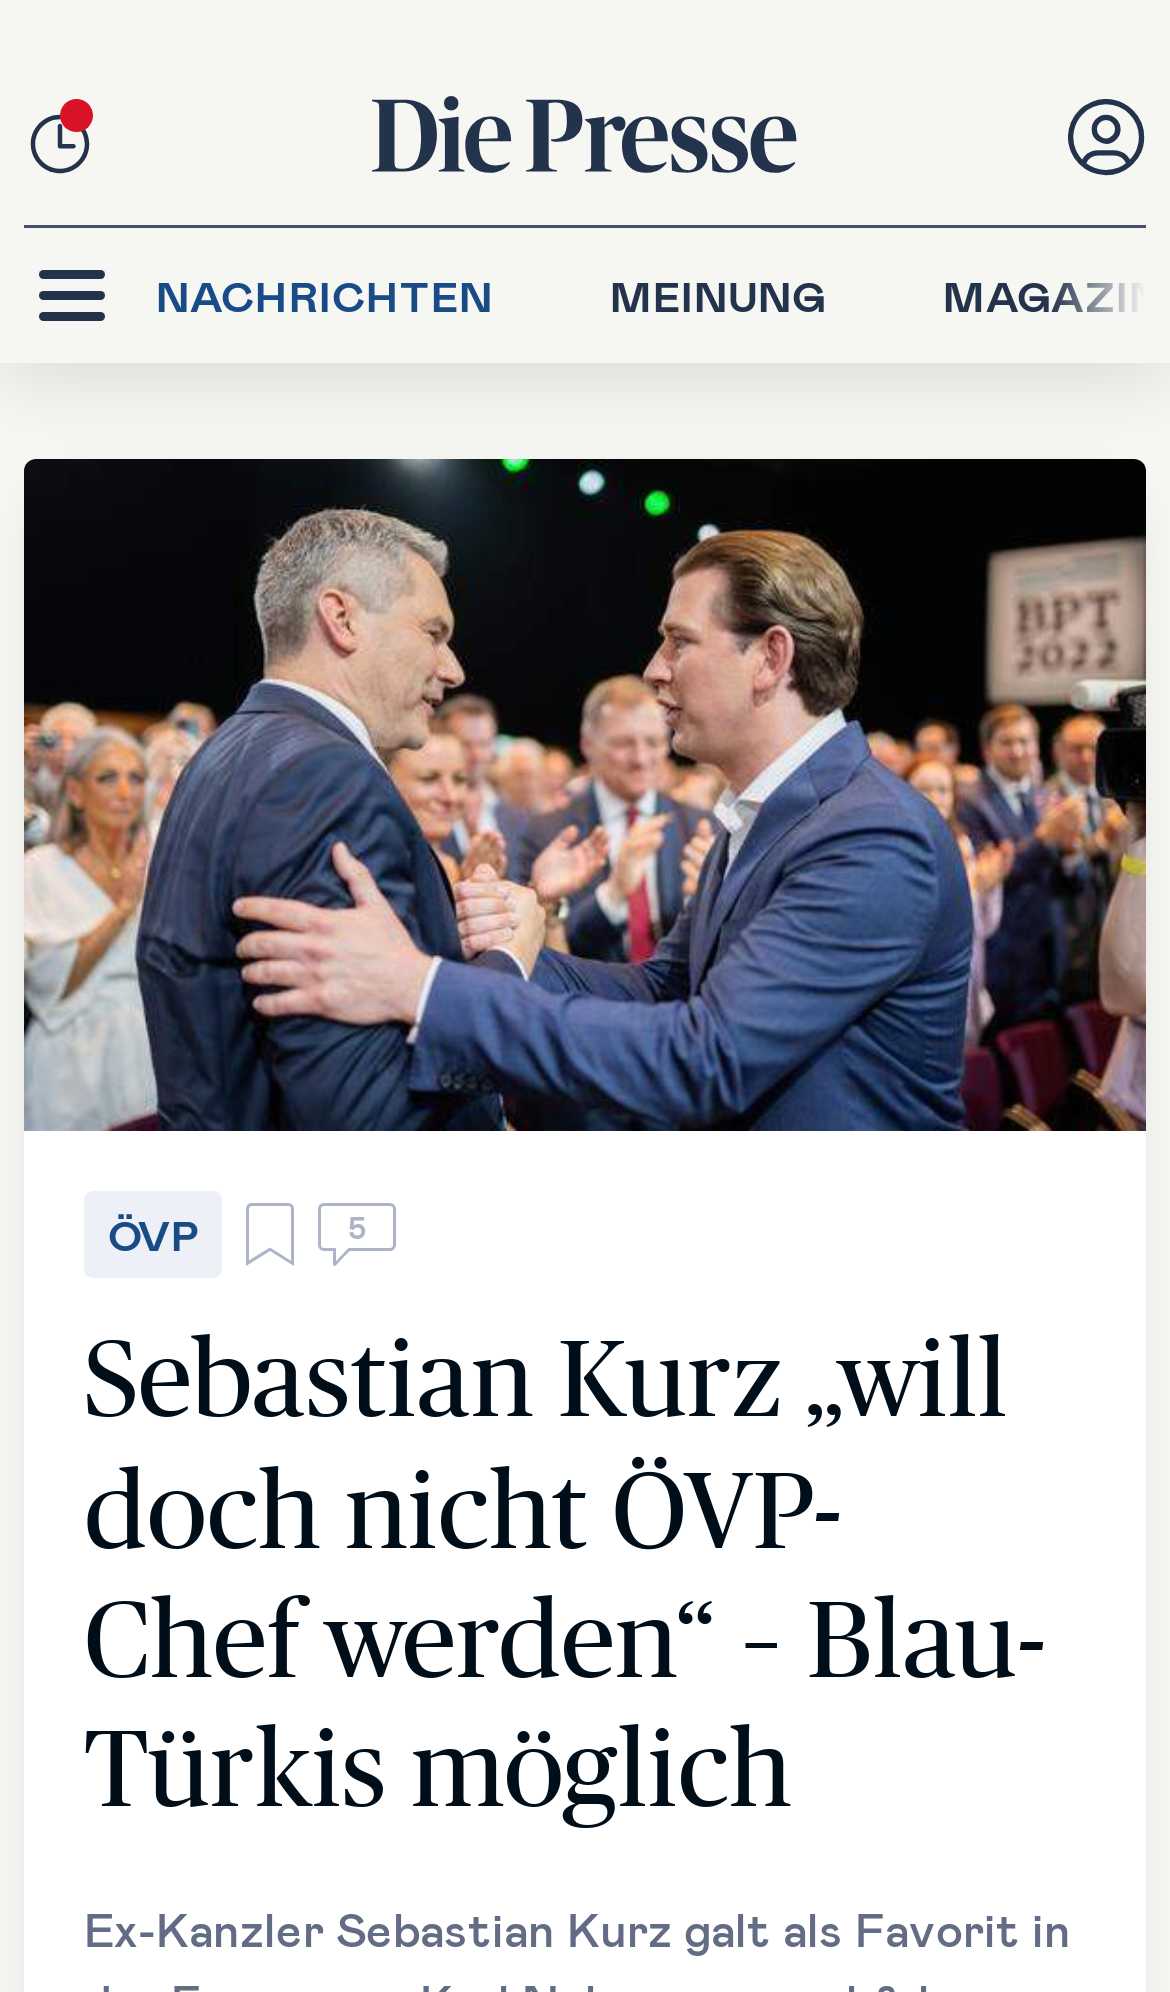 Die Presse
NACHRICHTEN MEINUNG
BPT
2022
ÖVP 5
Sebastian Kurz „will
doch nicht ÖVP-
Chef werden“ – Blau-
Türkis möglich
Ex-Kanzler Sebastian Kurz galt als Favorit in